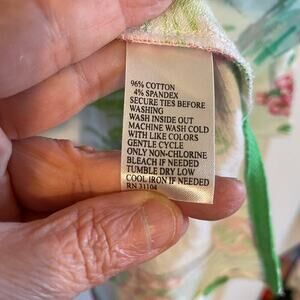 96% COTTON
4% SPANDEX
SECURE TIES BEFORE
WASHING
WASH INSIDE OUT
MACHINE WASH COLD
WITH LIKE COLORS
GENTLE CYCLE
ONLY NON-CHLORINE
BLEACH IF NEEDED
TUMBLE DRY LOW
COOL IRON IF NEEDED
RN 31104